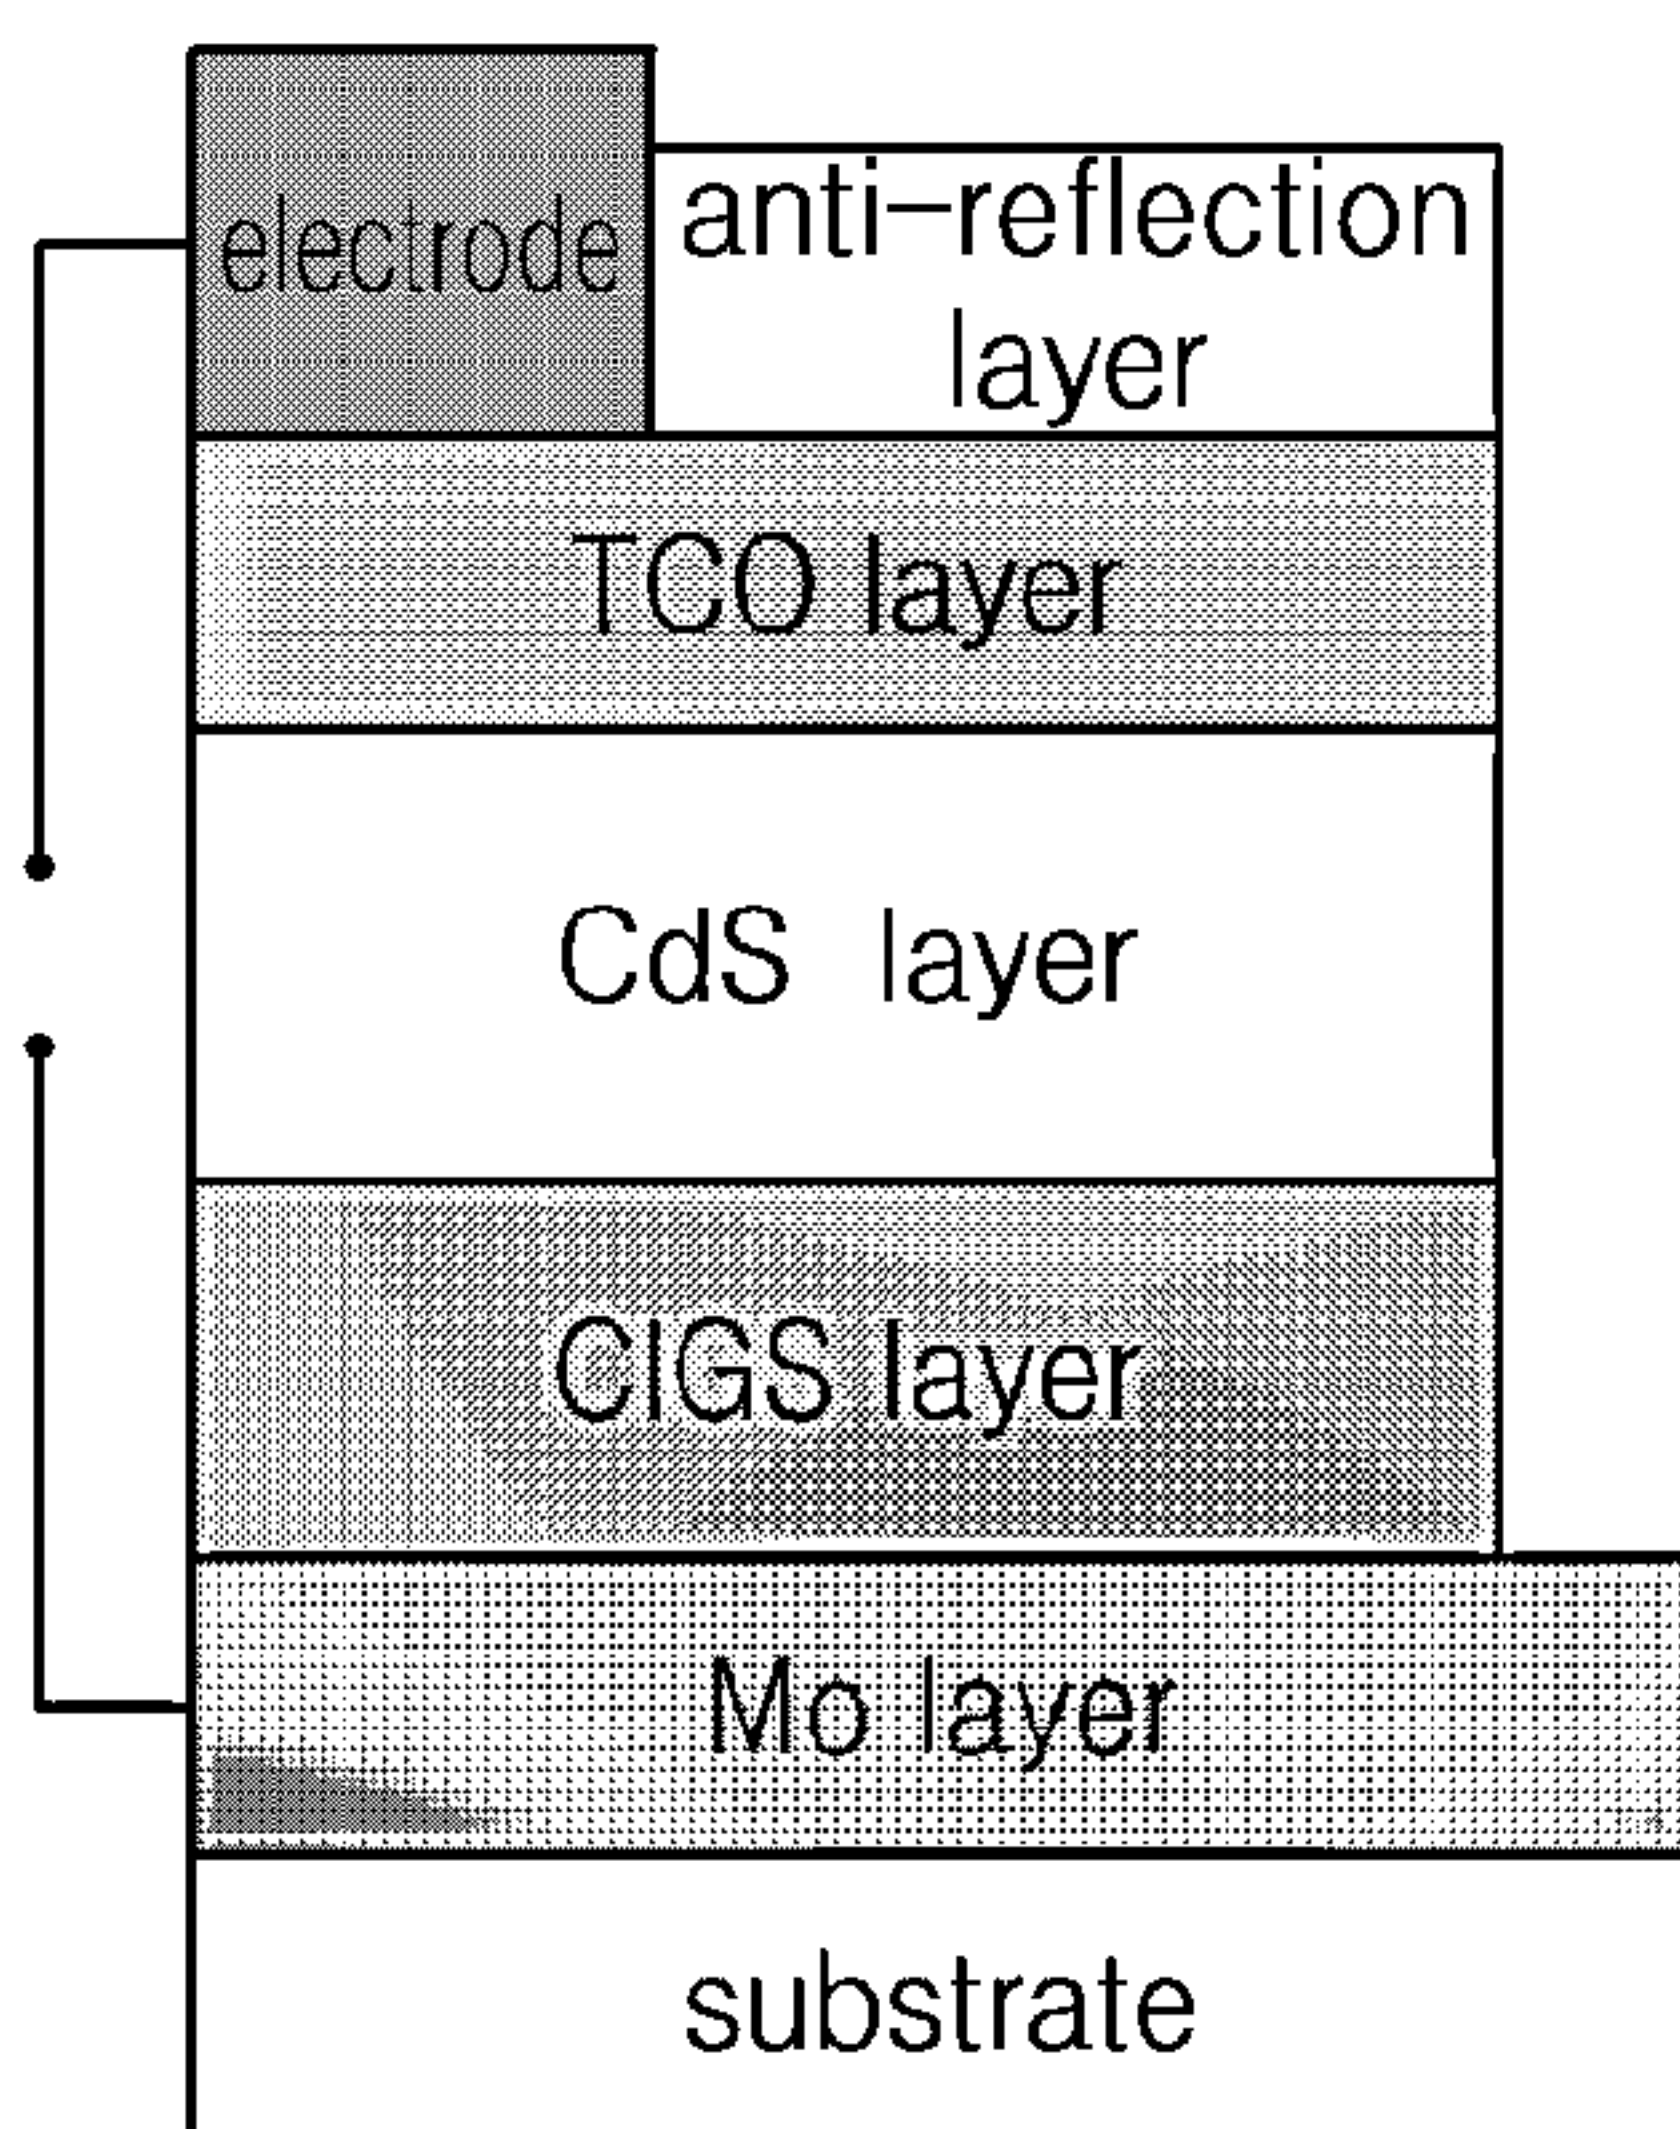 electrode
anti-reflection
layer
TCO layer
CdS layer
CIGS layer
Mo layer
substrate